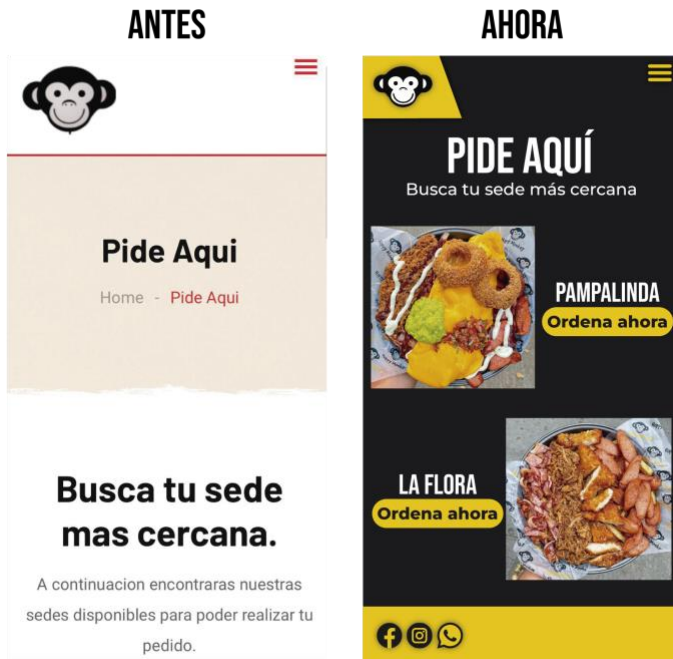 ANTES
Pide Aqui
Home - Pide Aqui
Busca tu sede
mas cercana.
A continuacion encontraras nuestras
sedes disponibles para poder realizar tu
pedido.
AHORA
PIDE AQUÍ
Busca tu sede más cercana
PAMPALINDA
Ordena ahora
LA FLORA
Ordena ahora